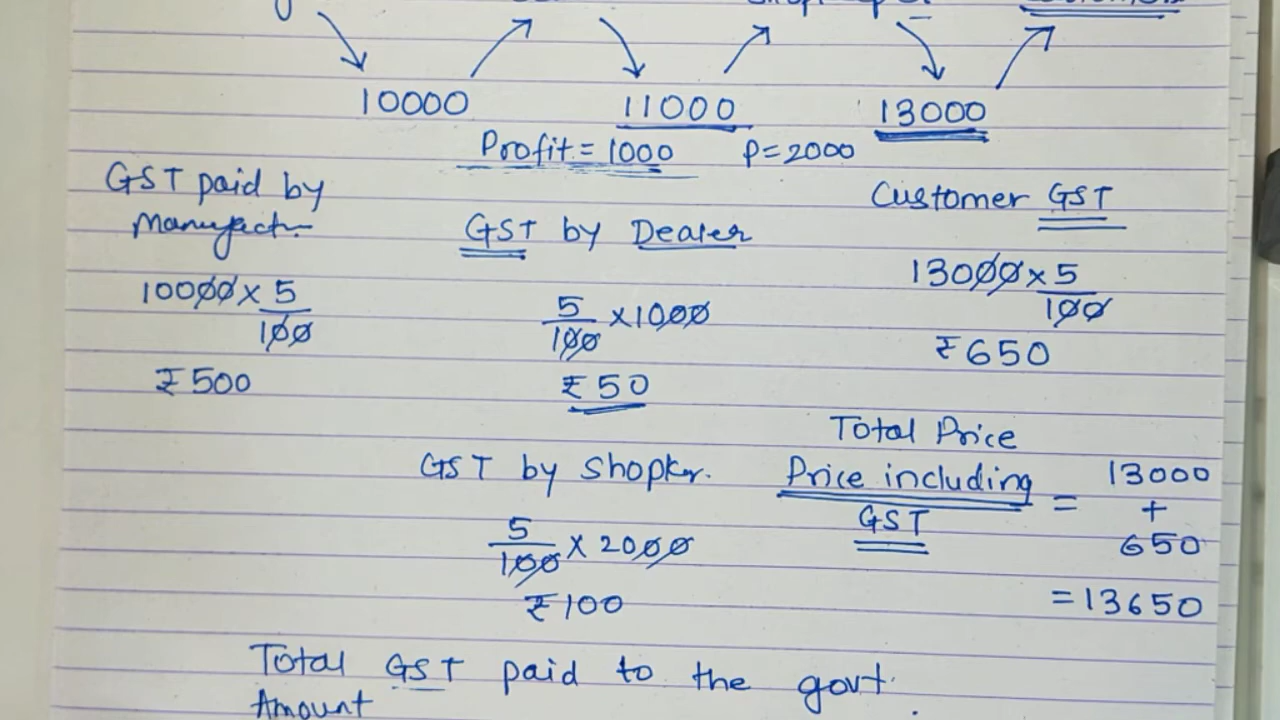 10000 11000 13000
Profit = 1000 P=2000
GST paid by
Customer GST
GST by Dealer
10000 x 5/100
5/100 x 1000
13000 x 5/100
₹500
₹50
₹650
Total Price
GST by Shopkr.
Price including
GST
= 13000
+
650
5/100 x 2000
₹100
= 13650
Total GST paid to the govt.
Amount